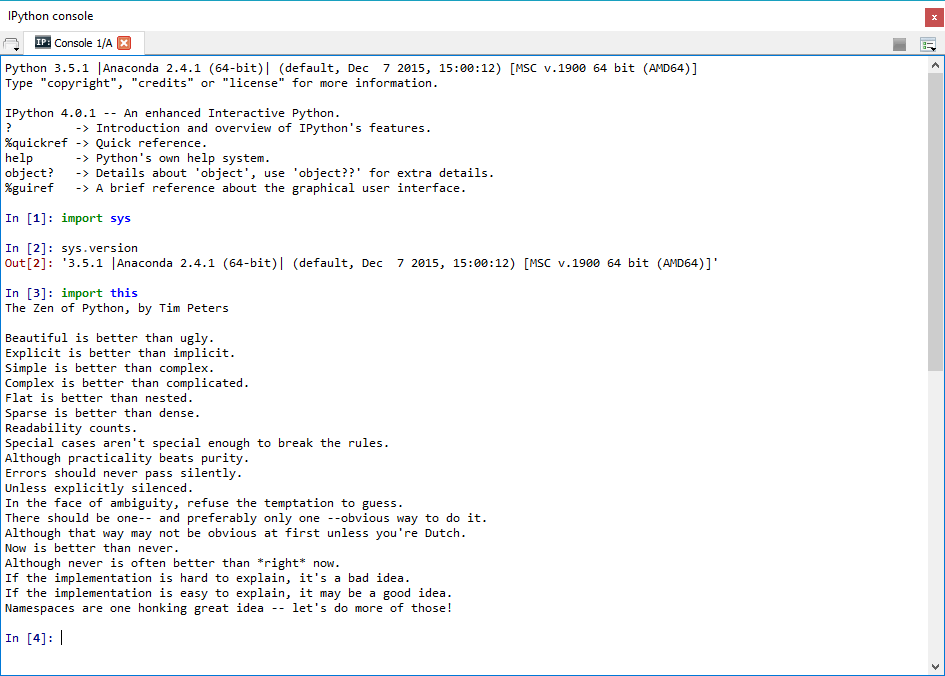 IPython console
IP: Console 1/A
Python 3.5.1 |Anaconda 2.4.1 (64-bit)| (default, Dec  7 2015, 15:00:12) [MSC v.1900 64 bit (AMD64)]
Type "copyright", "credits" or "license" for more information.

IPython 4.0.1 -- An enhanced Interactive Python.
?         -> Introduction and overview of IPython's features.
%quickref -> Quick reference.
help      -> Python's own help system.
object?   -> Details about 'object', use 'object??' for extra details.
%guiref   -> A brief reference about the graphical user interface.

In [1]: import sys

In [2]: sys.version
Out[2]: '3.5.1 |Anaconda 2.4.1 (64-bit)| (default, Dec  7 2015, 15:00:12) [MSC v.1900 64 bit (AMD64)]'

In [3]: import this
The Zen of Python, by Tim Peters

Beautiful is better than ugly.
Explicit is better than implicit.
Simple is better than complex.
Complex is better than complicated.
Flat is better than nested.
Sparse is better than dense.
Readability counts.
Special cases aren't special enough to break the rules.
Although practicality beats purity.
Errors should never pass silently.
Unless explicitly silenced.
In the face of ambiguity, refuse the temptation to guess.
There should be one-- and preferably only one --obvious way to do it.
Although that way may not be obvious at first unless you're Dutch.
Now is better than never.
Although never is often better than *right* now.
If the implementation is hard to explain, it's a bad idea.
If the implementation is easy to explain, it may be a good idea.
Namespaces are one honking great idea -- let's do more of those!

In [4]: